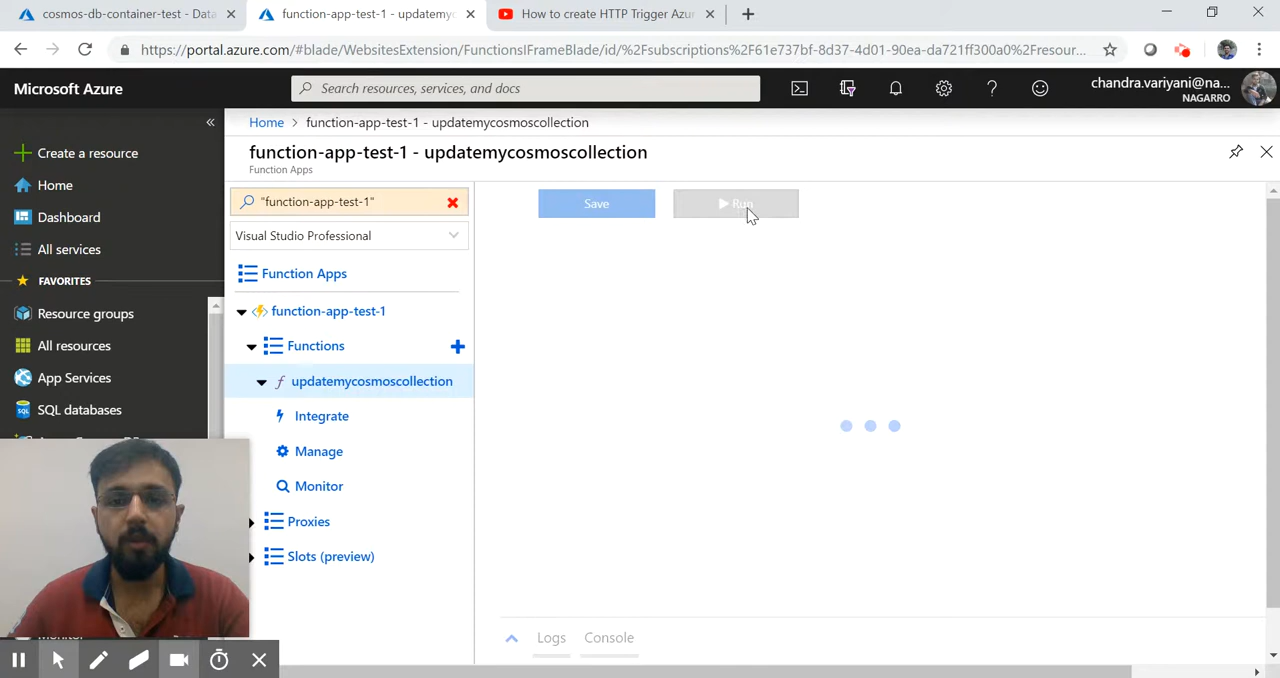 cosmos-db-container-test - Data
function-app-test-1 - updatemyc
How to create HTTP Trigger Azu
https://portal.azure.com/#blade/WebsitesExtension/FunctionsIFrameBlade/id/%2Fsubscriptions%2F61e737bf-8d37-4d01-90ea-da721ff300a0%2Fresour...
Microsoft Azure
Search resources, services, and docs
chandra.variyani@na...
NAGARRO
Home > function-app-test-1 - updatemycosmoscollection
function-app-test-1 - updatemycosmoscollection
Function Apps
Create a resource
Home
Dashboard
All services
FAVORITES
Resource groups
All resources
App Services
SQL databases
"function-app-test-1"
Visual Studio Professional
Function Apps
function-app-test-1
Functions
updatemycosmoscollection
Integrate
Manage
Monitor
Proxies
Slots (preview)
Save
Run
Logs
Console